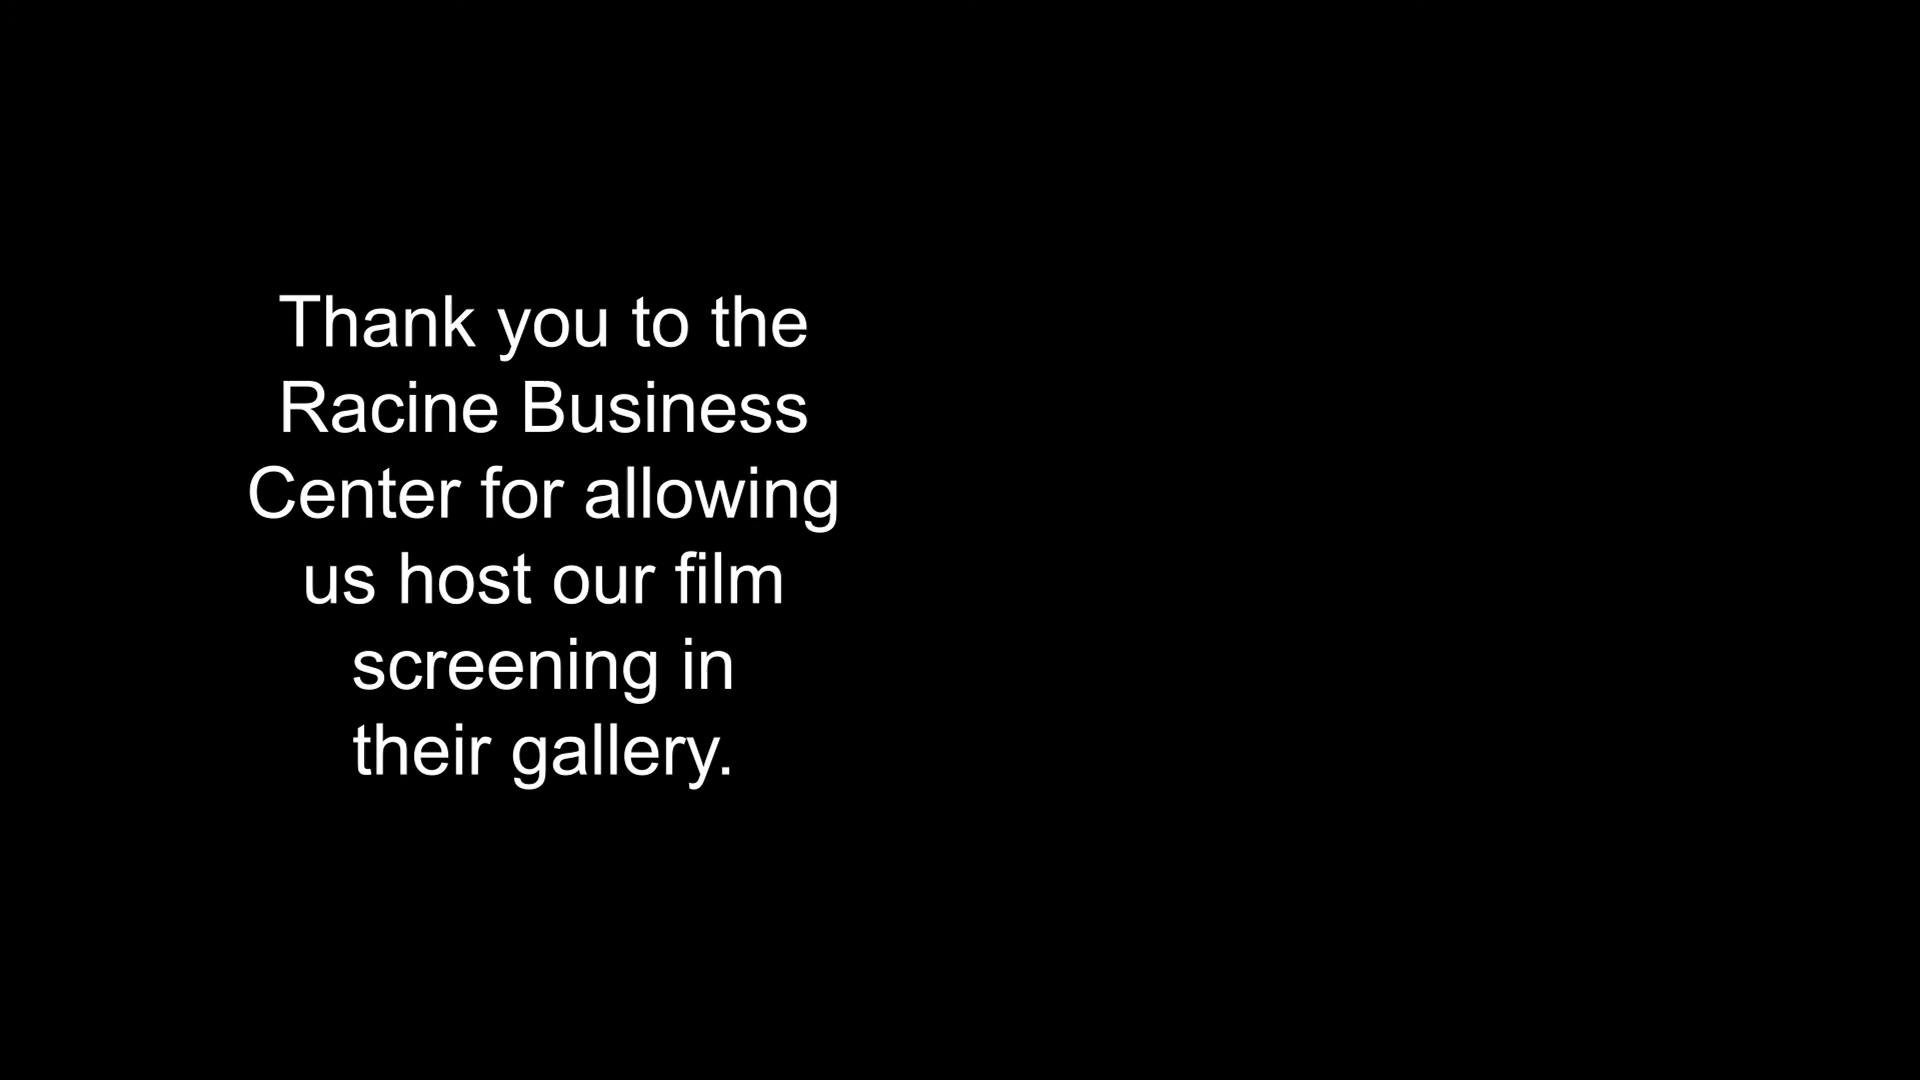 Thank you to the
Racine Business
Center for allowing
us host our film
screening in
their gallery.